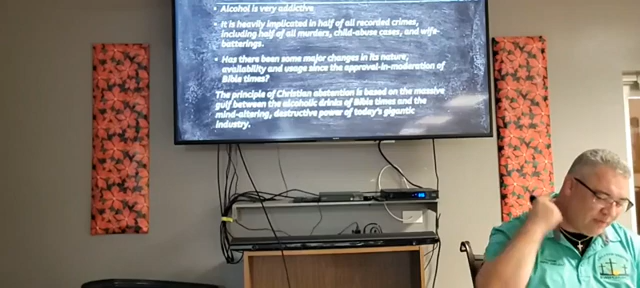 • Alcohol is very addictive
• It is heavily implicated in half of all recorded crimes,
including half of all murders, child-abuse cases, and wife-
batterings.
• Has there been some major changes in its nature,
availability and usage since the approval-in-moderation of
Bible times?
The principle of Christian abstention is based on the massive
gulf between the alcoholic drinks of Bible times and the
mind-altering, destructive power of today's gigantic
industry.